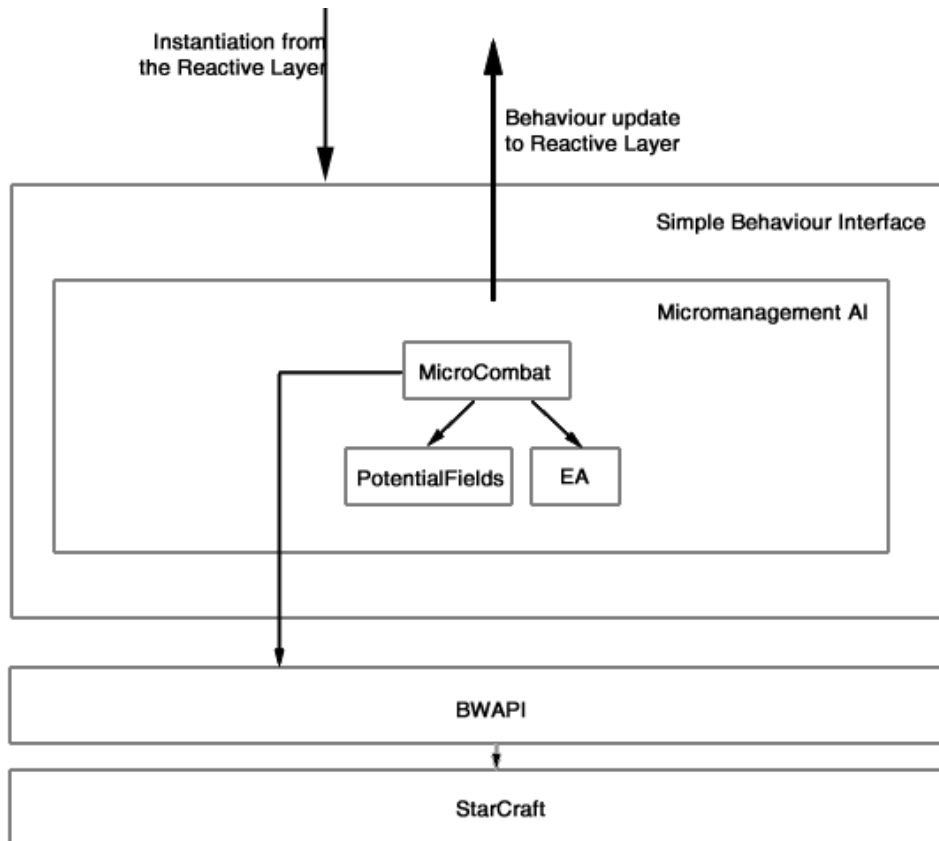 Instantiation from
the Reactive Layer
Behaviour update
to Reactive Layer
Simple Behaviour Interface
Micromanagement AI
MicroCombat
PotentialFields
EA
BWAPI
StarCraft